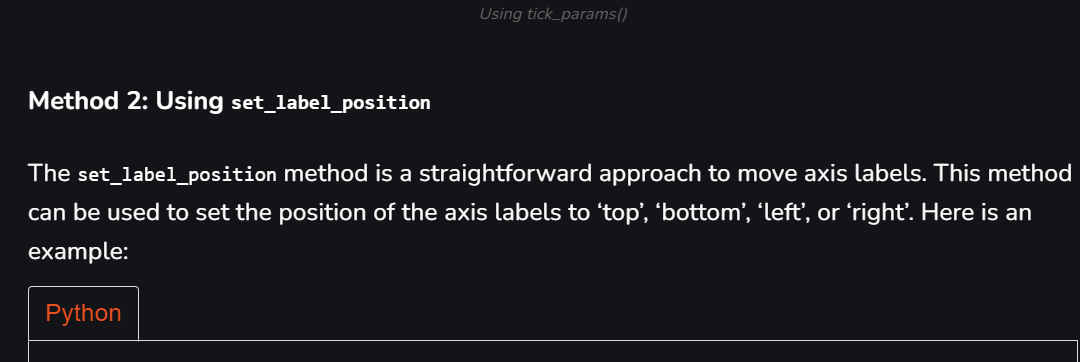 Using tick_params()
Method 2: Using set_label_position
The set_label_position method is a straightforward approach to move axis labels. This method
can be used to set the position of the axis labels to ‘top’, ‘bottom’, ‘left’, or ‘right’. Here is an
example:
Python